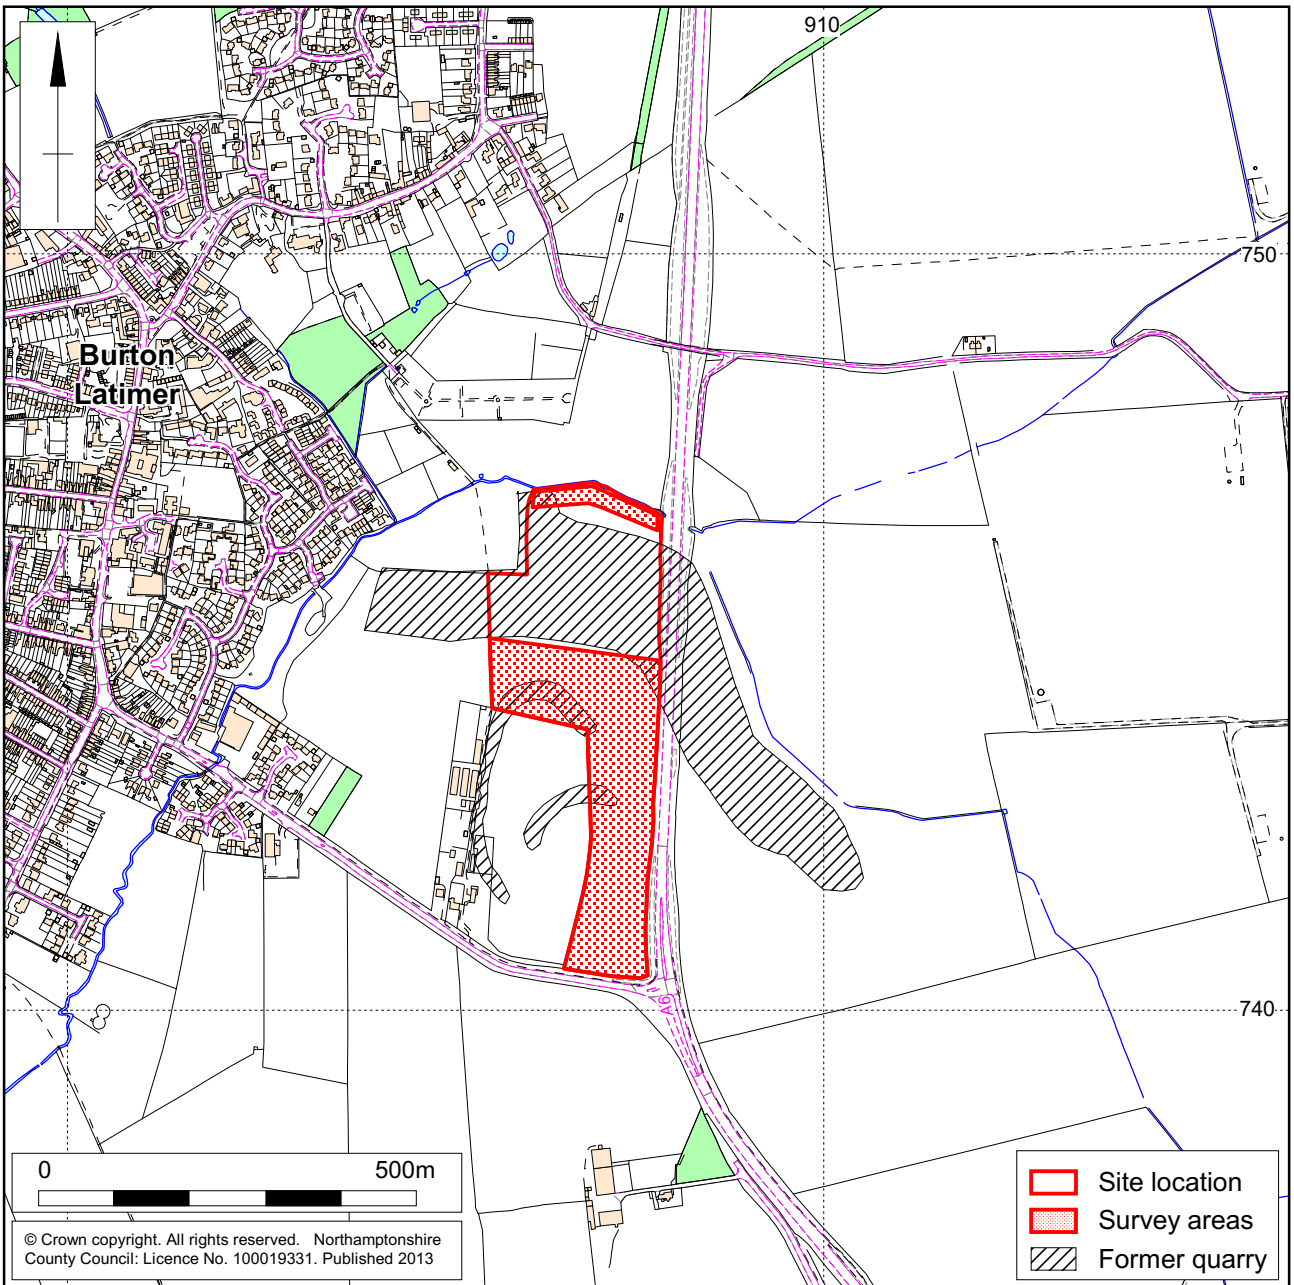 910
750
Burton
Latimer
A6
740
0 500m
© Crown copyright. All rights reserved. Northamptonshire
County Council: Licence No. 100019331. Published 2013
Site location
Survey areas
Former quarry